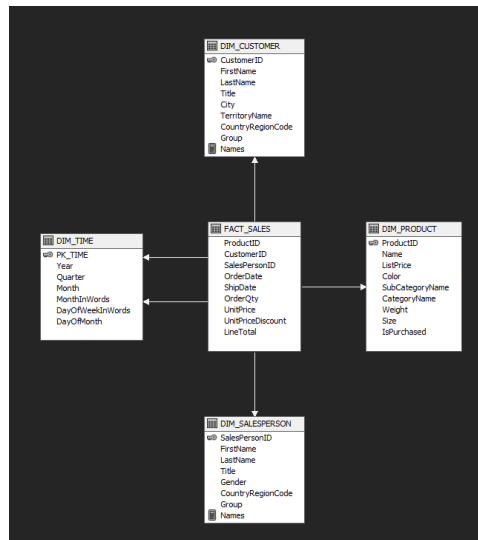 DIM_CUSTOMER
CustomerID
FirstName
LastName
Title
City
TerritoryName
CountryRegionCode
Group
Names
DIM_TIME
PK_TIME
Year
Quarter
Month
MonthInWords
DayOfWeekInWords
DayOfMonth
FACT_SALES
ProductID
CustomerID
SalesPersonID
OrderDate
ShipDate
OrderQty
UnitPrice
UnitPriceDiscount
LineTotal
DIM_PRODUCT
ProductID
Name
ListPrice
Color
SubCategoryName
CategoryName
Weight
Size
IsPurchased
DIM_SALESPERSON
SalesPersonID
FirstName
LastName
Title
Gender
CountryRegionCode
Group
Names